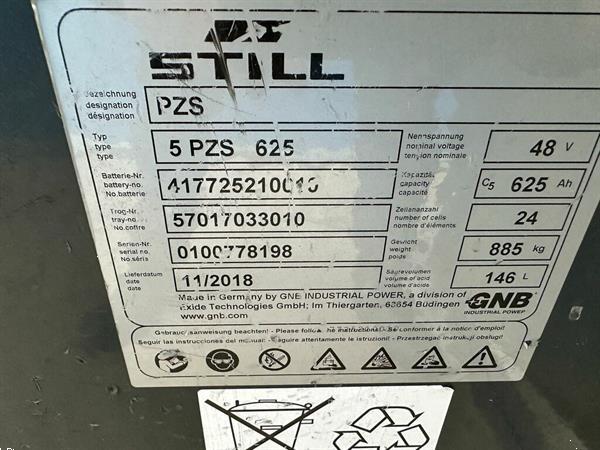 STILL
Bezeichnung
designation
désignation
PZS
Typ
type
type
5 PZS 625
Nennspannung
nominal voltage
tension nominale
48 V
Batterie-Nr.
battery-no.
No.batterie
Kapazität
capacity
capacité
C5 625 Ah
Trog-Nr.
tray-no.
No.coffre
57017033010
Zellenanzahl
number of cells
nombre d'éléments
24
Serien-Nr.
serial no.
No.séris
0100778198
Gewicht
weight
poids
885 kg
Lieferdatum
date
date
11/2018
Säurevolumen
volume of acid
volume d'acide
146 L
Made in Germany by GNE INDUSTRIAL POWER, a division of
Exide Technologies GmbH; Im Thiergarten, 63654 Büdingen
www.gnb.com
GNB
INDUSTRIAL POWER
Gebrauchsanweisung beachten! - Please follow instructions! - Se conformer à la notice d'emploi!
Seguir las instrucciones del manual! - Seguire attentamente le istruzioni! - Przestrzegac instrukcji obslugi!